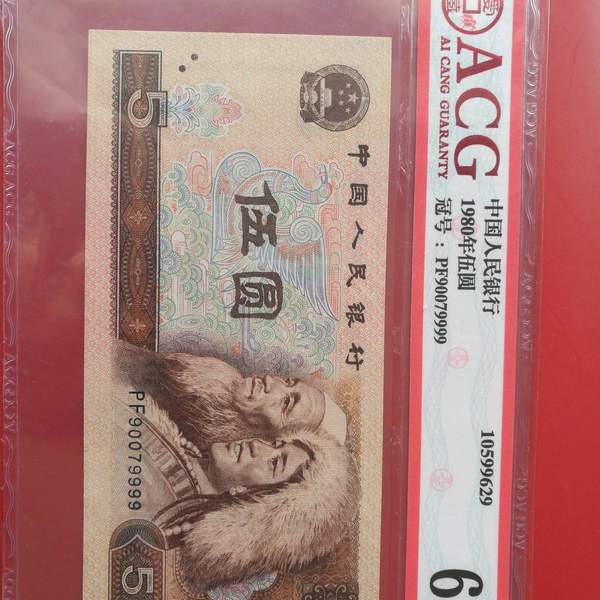 ACG
AI CANG GUARANTY
中国人民银行
1980年伍圆
冠号：PF90079999
10599629
6
中国人民银行
伍圆
5
PF90079999
5